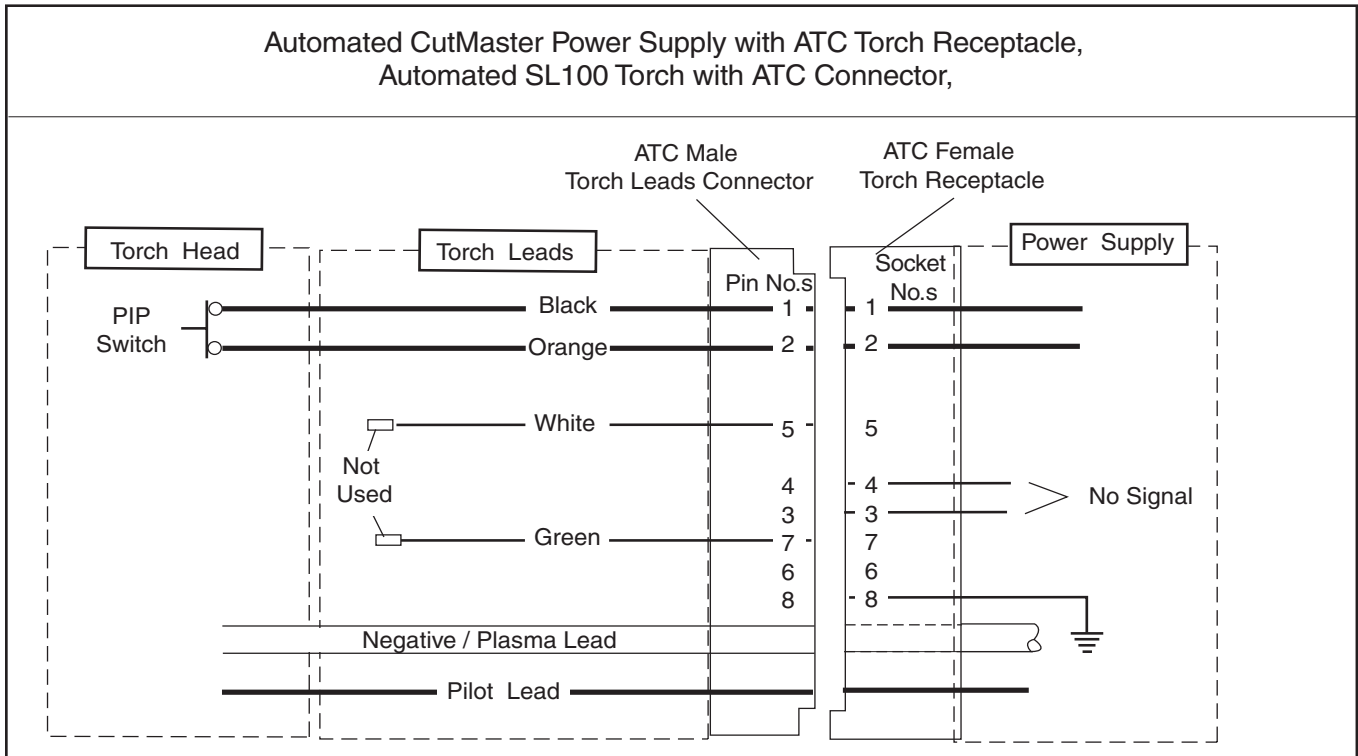 Automated CutMaster Power Supply with ATC Torch Receptacle,
Automated SL100 Torch with ATC Connector,
ATC Male
Torch Leads Connector
ATC Female
Torch Receptacle
Torch Head
Torch Leads
Power Supply
Pin No.s
Socket
No.s
PIP
Switch
Black
1
1
Orange
2
2
White
5
5
Not
Used
4
4
No Signal
3
3
Green
7
7
6
6
8
8
Negative / Plasma Lead
Pilot Lead